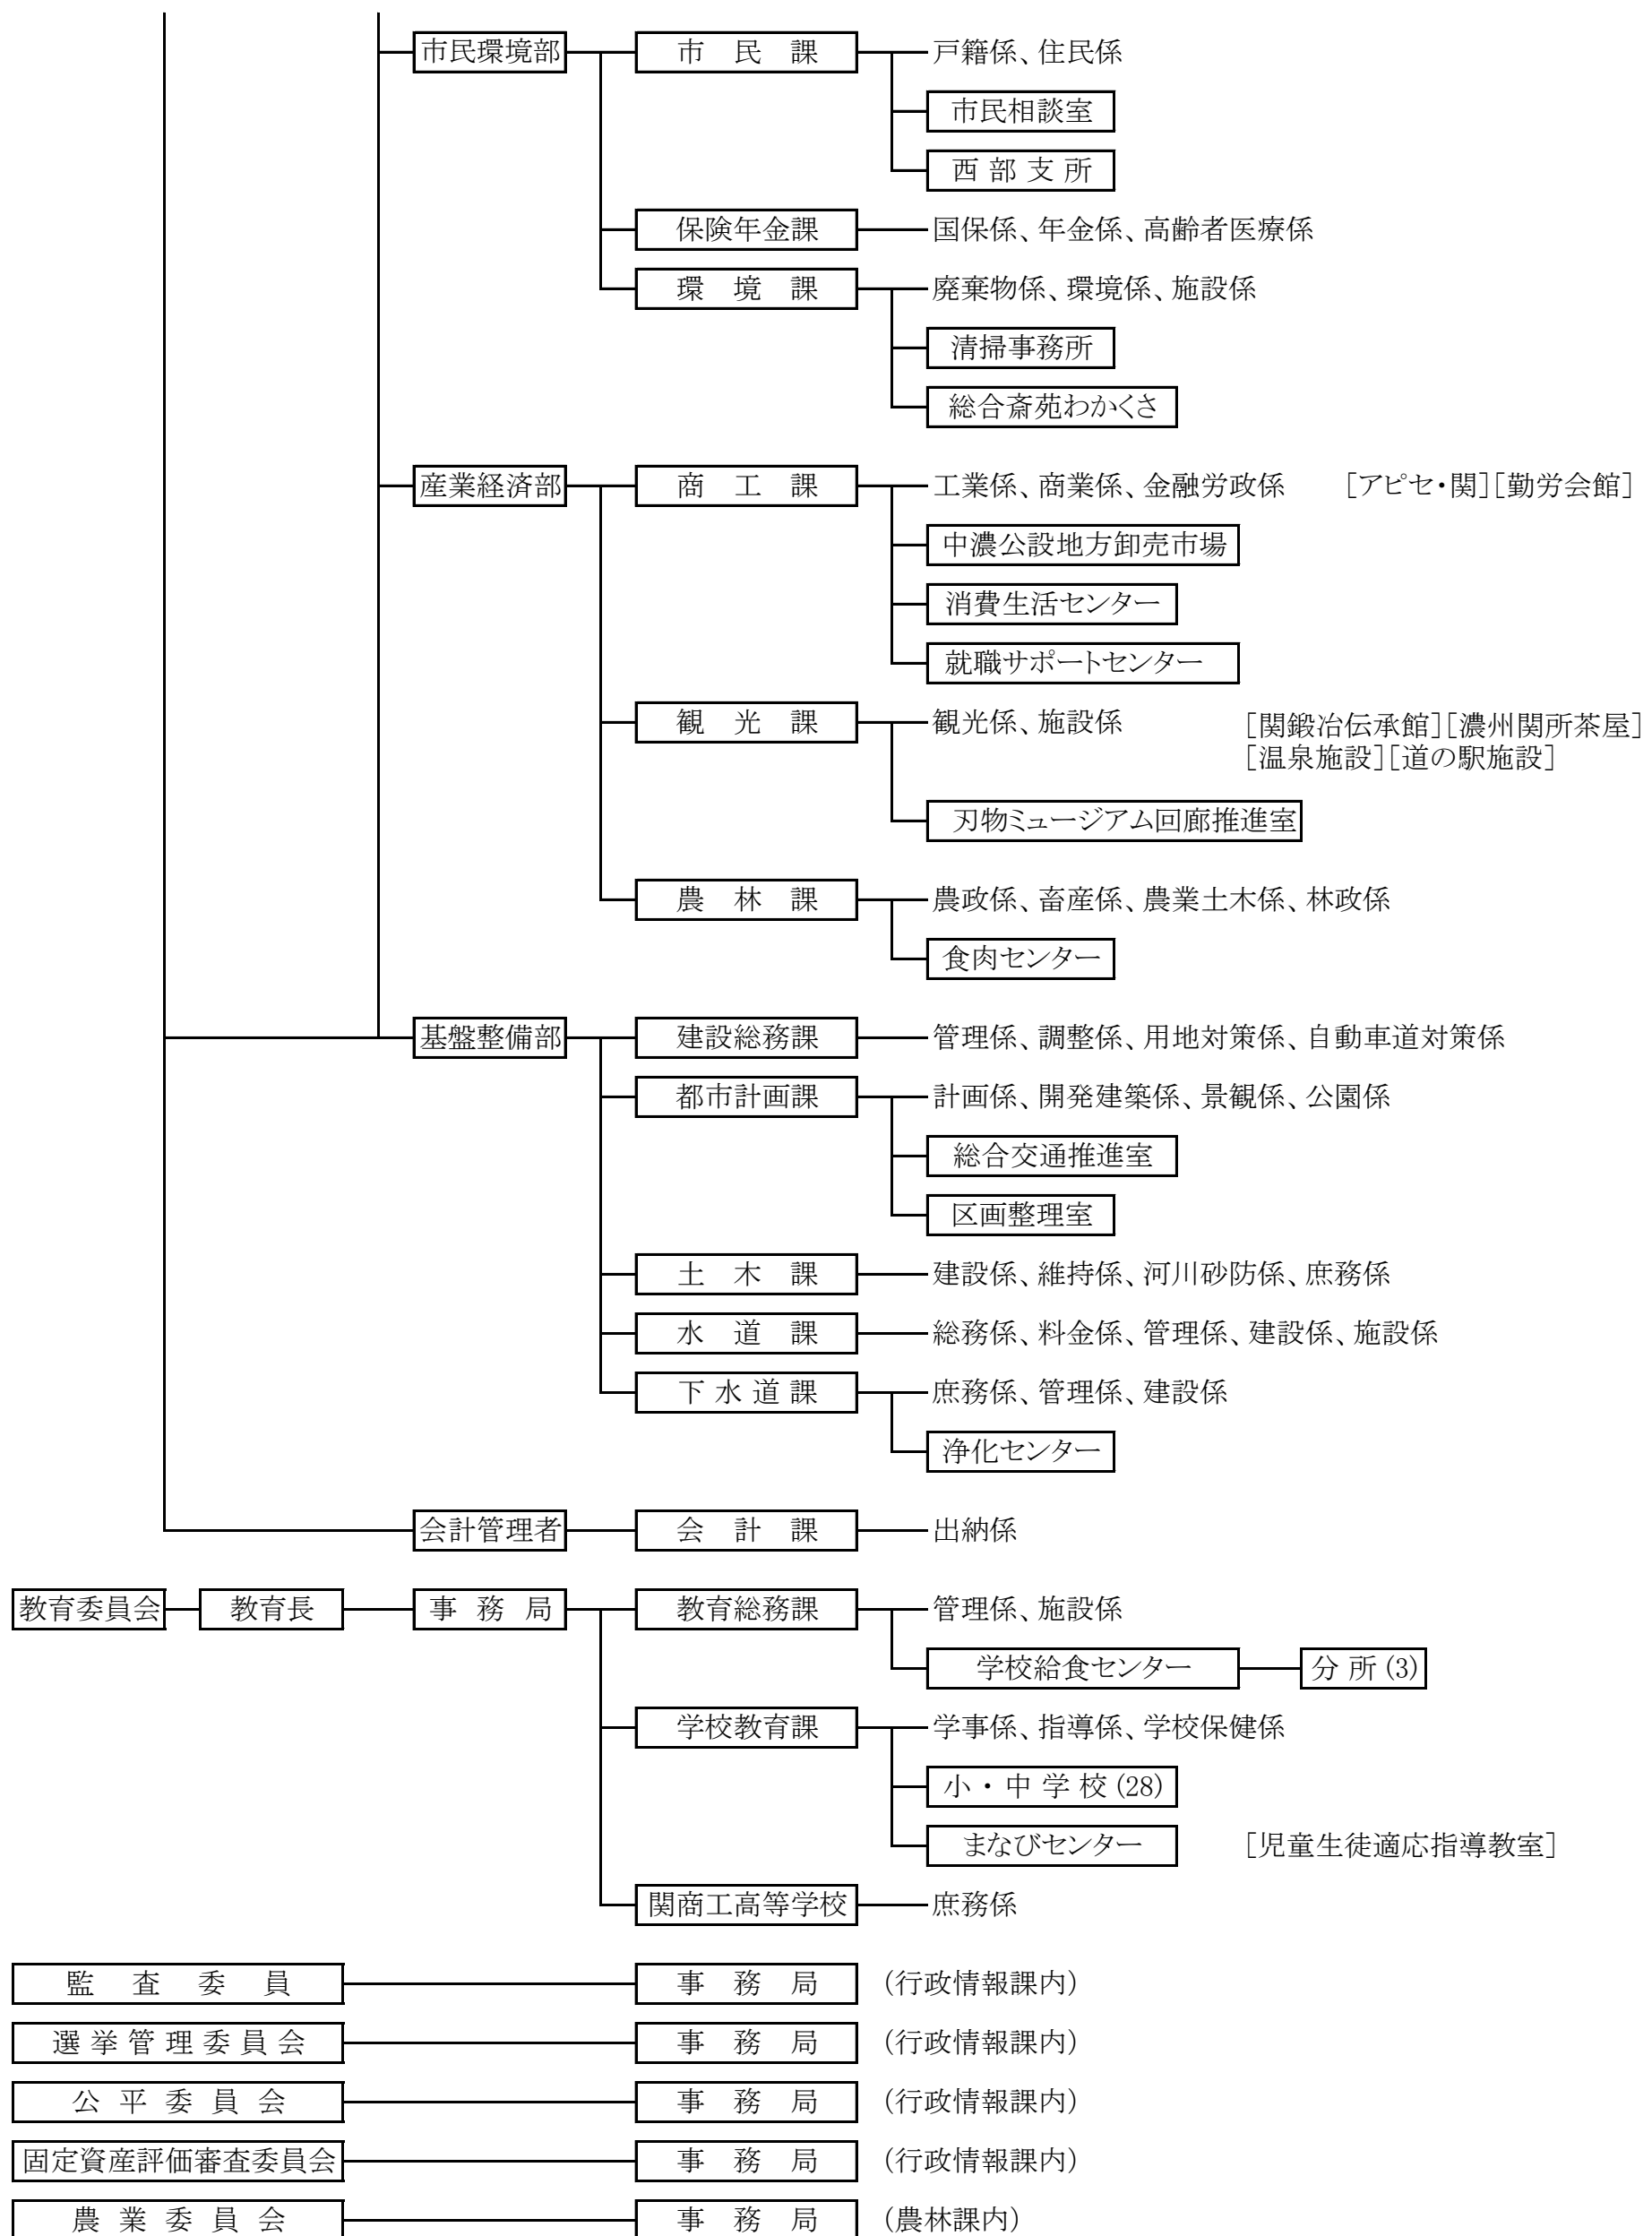 市民環境部 市民課 戸籍係、住民係
市民相談室
西部支所
保険年金課 国保係、年金係、高齢者医療係
環境課 廃棄物係、環境係、施設係
清掃事務所
総合斎苑わかくさ
産業経済部 商工課 工業係、商業係、金融労政係 [アピセ・関][勤労会館]
中濃公設地方卸売市場
消費生活センター
就職サポートセンター
観光課 観光係、施設係 [関鍛冶伝承館][濃州関所茶屋]
[温泉施設][道の駅施設]
刃物ミュージアム回廊推進室
農林課 農政係、畜産係、農業土木係、林政係
食肉センター
基盤整備部 建設総務課 管理係、調整係、用地対策係、自動車道対策係
都市計画課 計画係、開発建築係、景観係、公園係
総合交通推進室
区画整理室
土木課 建設係、維持係、河川砂防係、庶務係
水道課 総務係、料金係、管理係、建設係、施設係
下水道課 庶務係、管理係、建設係
浄化センター
会計管理者 会計課 出納係
教育委員会 教育長 事務局 教育総務課 管理係、施設係
学校給食センター 分所(3)
学校教育課 学事係、指導係、学校保健係
小・中学校(28)
まなびセンター [児童生徒適応指導教室]
関商工高等学校 庶務係
監査委員 事務局 (行政情報課内)
選挙管理委員会 事務局 (行政情報課内)
公平委員会 事務局 (行政情報課内)
固定資産評価審査委員会 事務局 (行政情報課内)
農業委員会 事務局 (農林課内)